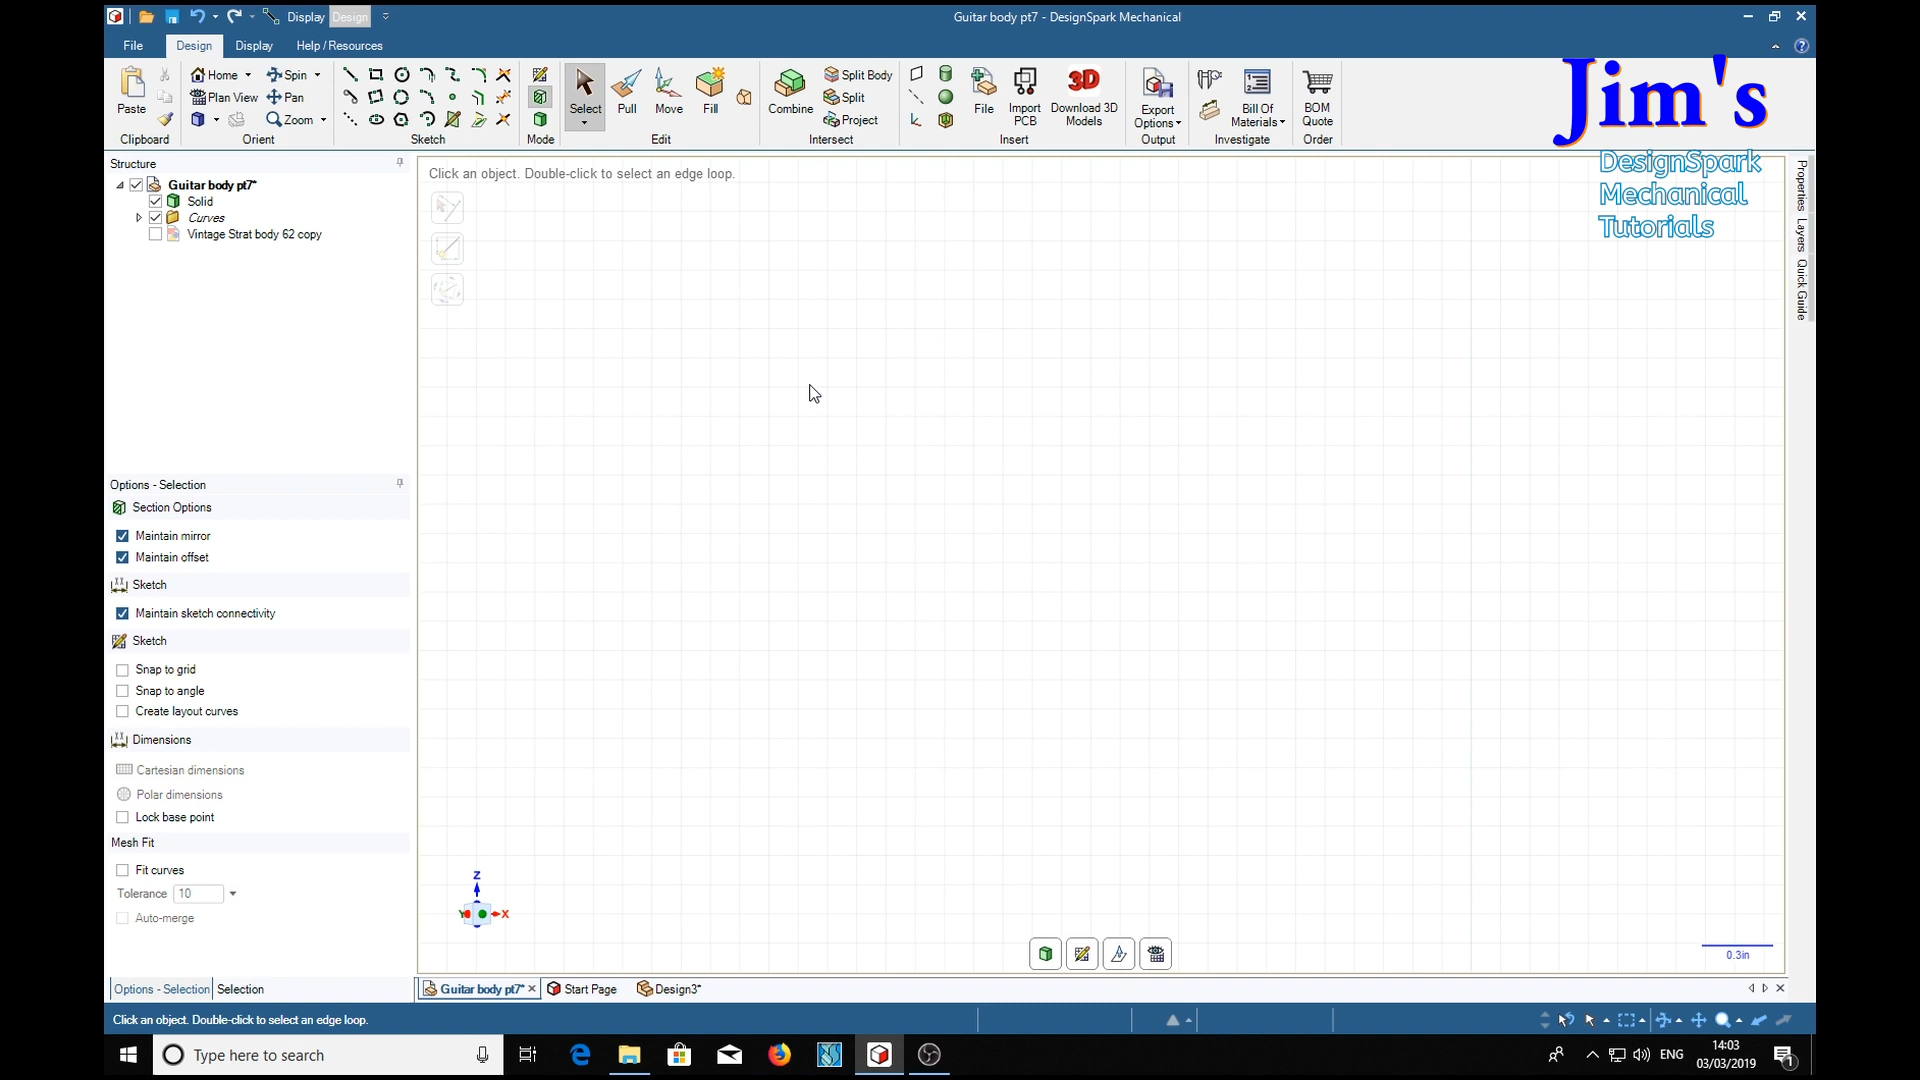 Display Design
Guitar body pt7 - DesignSpark Mechanical
File Design Display Help / Resources
Paste
Clipboard
Home Spin
Plan View Pan
Zoom
Orient
Sketch
Mode
Select Pull Move Fill
Edit
Combine
Split Body
Split
Project
Intersect
File Import PCB Download 3D Models
Insert
Export Options
Output
Bill Of Materials
Investigate
BOM Quote
Order
3D
Jim's
DesignSpark
Mechanical
Tutorials
Structure
Guitar body pt7*
Solid
Curves
Vintage Strat body 62 copy
Click an object. Double-click to select an edge loop.
Properties
Layers
Quick Guide
Options - Selection
Section Options
Maintain mirror
Maintain offset
Sketch
Maintain sketch connectivity
Sketch
Snap to grid
Snap to angle
Create layout curves
Dimensions
Cartesian dimensions
Polar dimensions
Lock base point
Mesh Fit
Fit curves
Tolerance 10
Auto-merge
Z
Y X
0.3in
Options - Selection Selection
Guitar body pt7* Start Page Design3*
Click an object. Double-click to select an edge loop.
Type here to search
ENG
14:03
03/03/2019
1